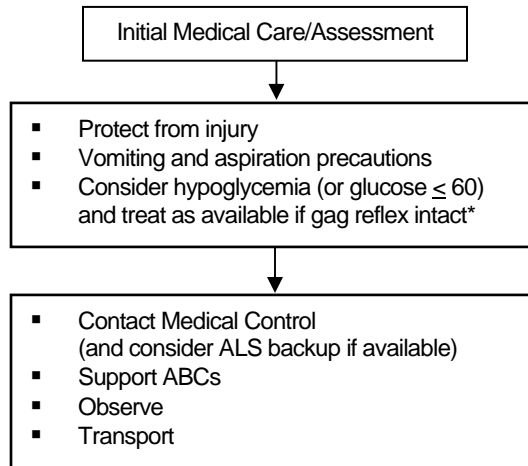 Initial Medical Care/Assessment
▪ Protect from injury
▪ Vomiting and aspiration precautions
▪ Consider hypoglycemia (or glucose ≤ 60)
and treat as available if gag reflex intact*
▪ Contact Medical Control
(and consider ALS backup if available)
▪ Support ABCs
▪ Observe
▪ Transport